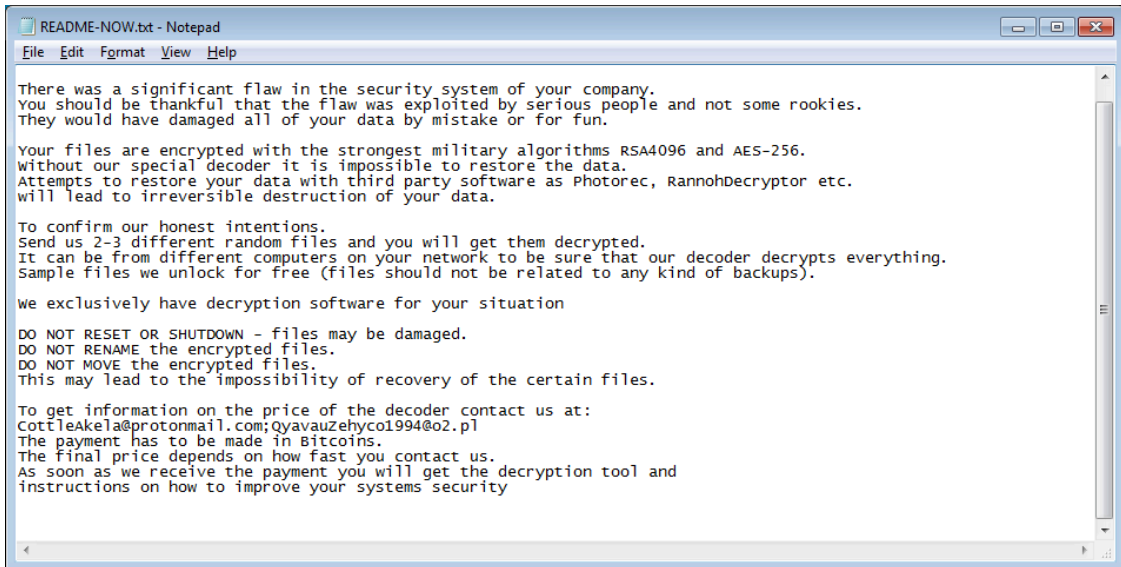 README-NOW.txt - Notepad
File Edit Format View Help
There was a significant flaw in the security system of your company.
You should be thankful that the flaw was exploited by serious people and not some rookies.
They would have damaged all of your data by mistake or for fun.
Your files are encrypted with the strongest military algorithms RSA4096 and AES-256.
Without our special decoder it is impossible to restore the data.
Attempts to restore your data with third party software as Photorec, RannohDecryptor etc.
will lead to irreversible destruction of your data.
To confirm our honest intentions.
Send us 2-3 different random files and you will get them decrypted.
It can be from different computers on your network to be sure that our decoder decrypts everything.
Sample files we unlock for free (files should not be related to any kind of backups).
We exclusively have decryption software for your situation
DO NOT RESET OR SHUTDOWN - files may be damaged.
DO NOT RENAME the encrypted files.
DO NOT MOVE the encrypted files.
This may lead to the impossibility of recovery of the certain files.
To get information on the price of the decoder contact us at:
CottleAkela@protonmail.com;QyavauZehyco1994@o2.pl
The payment has to be made in Bitcoins.
The final price depends on how fast you contact us.
As soon as we receive the payment you will get the decryption tool and
instructions on how to improve your systems security